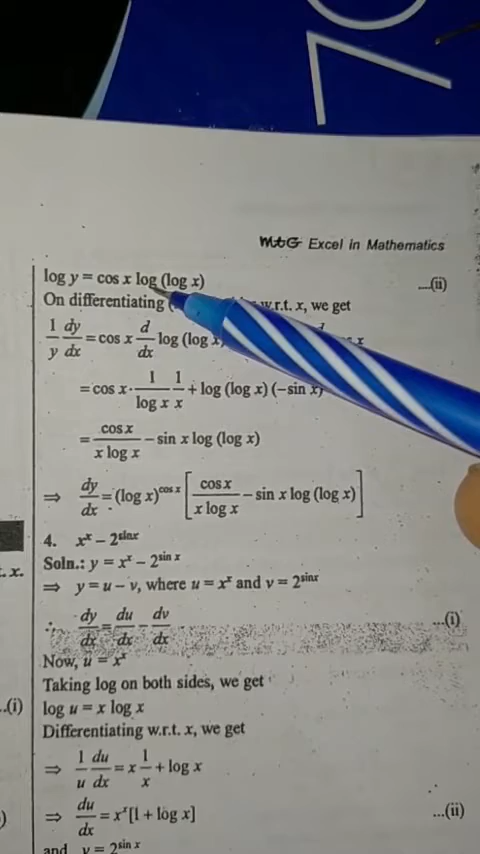 70
MtG Excel in Mathematics
log y = cos x log (log x) ....(ii)
On differentiating ( w.r.t. x, we get
1/y dy/dx = cos x d/dx log (log x
= cos x · 1/log x 1/x + log (log x) (−sin x)
= cos x/x log x − sin x log (log x)
⇒ dy/dx = (log x)^cos x [cos x/x log x − sin x log (log x)]
4. x^x − 2^sin x
Soln.: y = x^x − 2^sin x
⇒ y = u − v, where u = x^x and v = 2^sin x
∴ dy/dx = du/dx − dv/dx ...(i)
Now, u = x^x
Taking log on both sides, we get
log u = x log x
Differentiating w.r.t. x, we get
⇒ 1/u du/dx = x 1/x + log x
⇒ du/dx = x^x [1 + log x] ...(ii)
and v = 2^sin x
. x.
..(i)
)